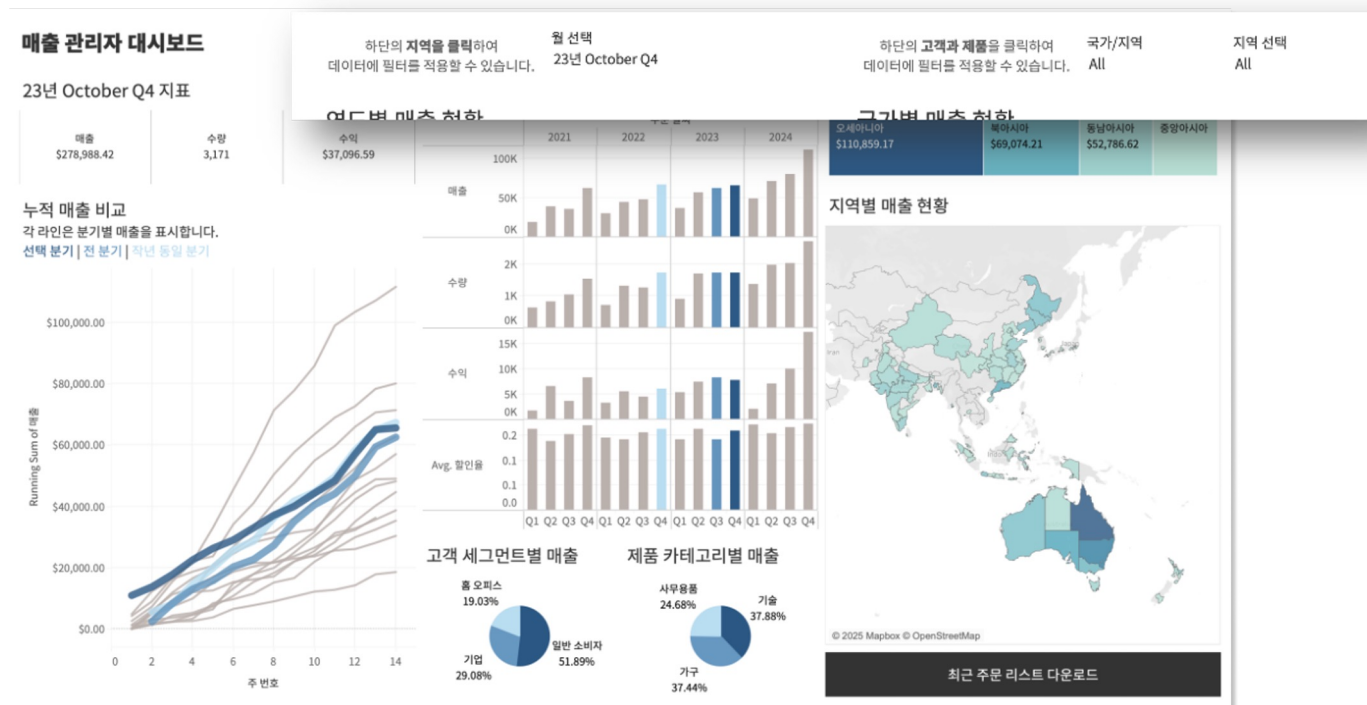 매출 관리자 대시보드
23년 October Q4 지표
하단의 지역을 클릭하여
데이터에 필터를 적용할 수 있습니다.
월 선택
23년 October Q4
하단의 고객과 제품을 클릭하여
데이터에 필터를 적용할 수 있습니다.
국가/지역
All
지역 선택
All
매출
$278,988.42
수량
3,171
수익
$37,096.59
누적 매출 비교
각 라인은 분기별 매출을 표시합니다.
선택 분기 | 전 분기 | 작년 동일 분기
Running Sum of 매출
$100,000.00
$80,000.00
$60,000.00
$40,000.00
$20,000.00
$0.00
0 2 4 6 8 10 12 14
주 번호
2021 2022 2023 2024
매출
100K
50K
0K
수량
2K
1K
0K
수익
15K
10K
5K
0K
Avg. 할인율
0.2
0.1
0.1
0.0
Q1 Q2 Q3 Q4 Q1 Q2 Q3 Q4 Q1 Q2 Q3 Q4 Q1 Q2 Q3 Q4
고객 세그먼트별 매출
홈 오피스
19.03%
일반 소비자
51.89%
기업
29.08%
제품 카테고리별 매출
사무용품
24.68%
기술
37.88%
가구
37.44%
오세아니아
$110,859.17
북아시아
$69,074.21
동남아시아
$52,786.62
중앙아시아
지역별 매출 현황
© 2025 Mapbox © OpenStreetMap
최근 주문 리스트 다운로드